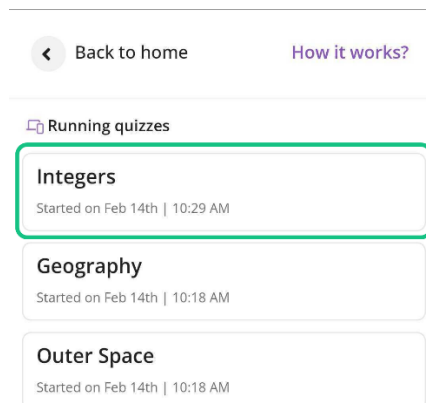 Back to home
How it works?
Running quizzes
Integers
Started on Feb 14th | 10:29 AM
Geography
Started on Feb 14th | 10:18 AM
Outer Space
Started on Feb 14th | 10:18 AM